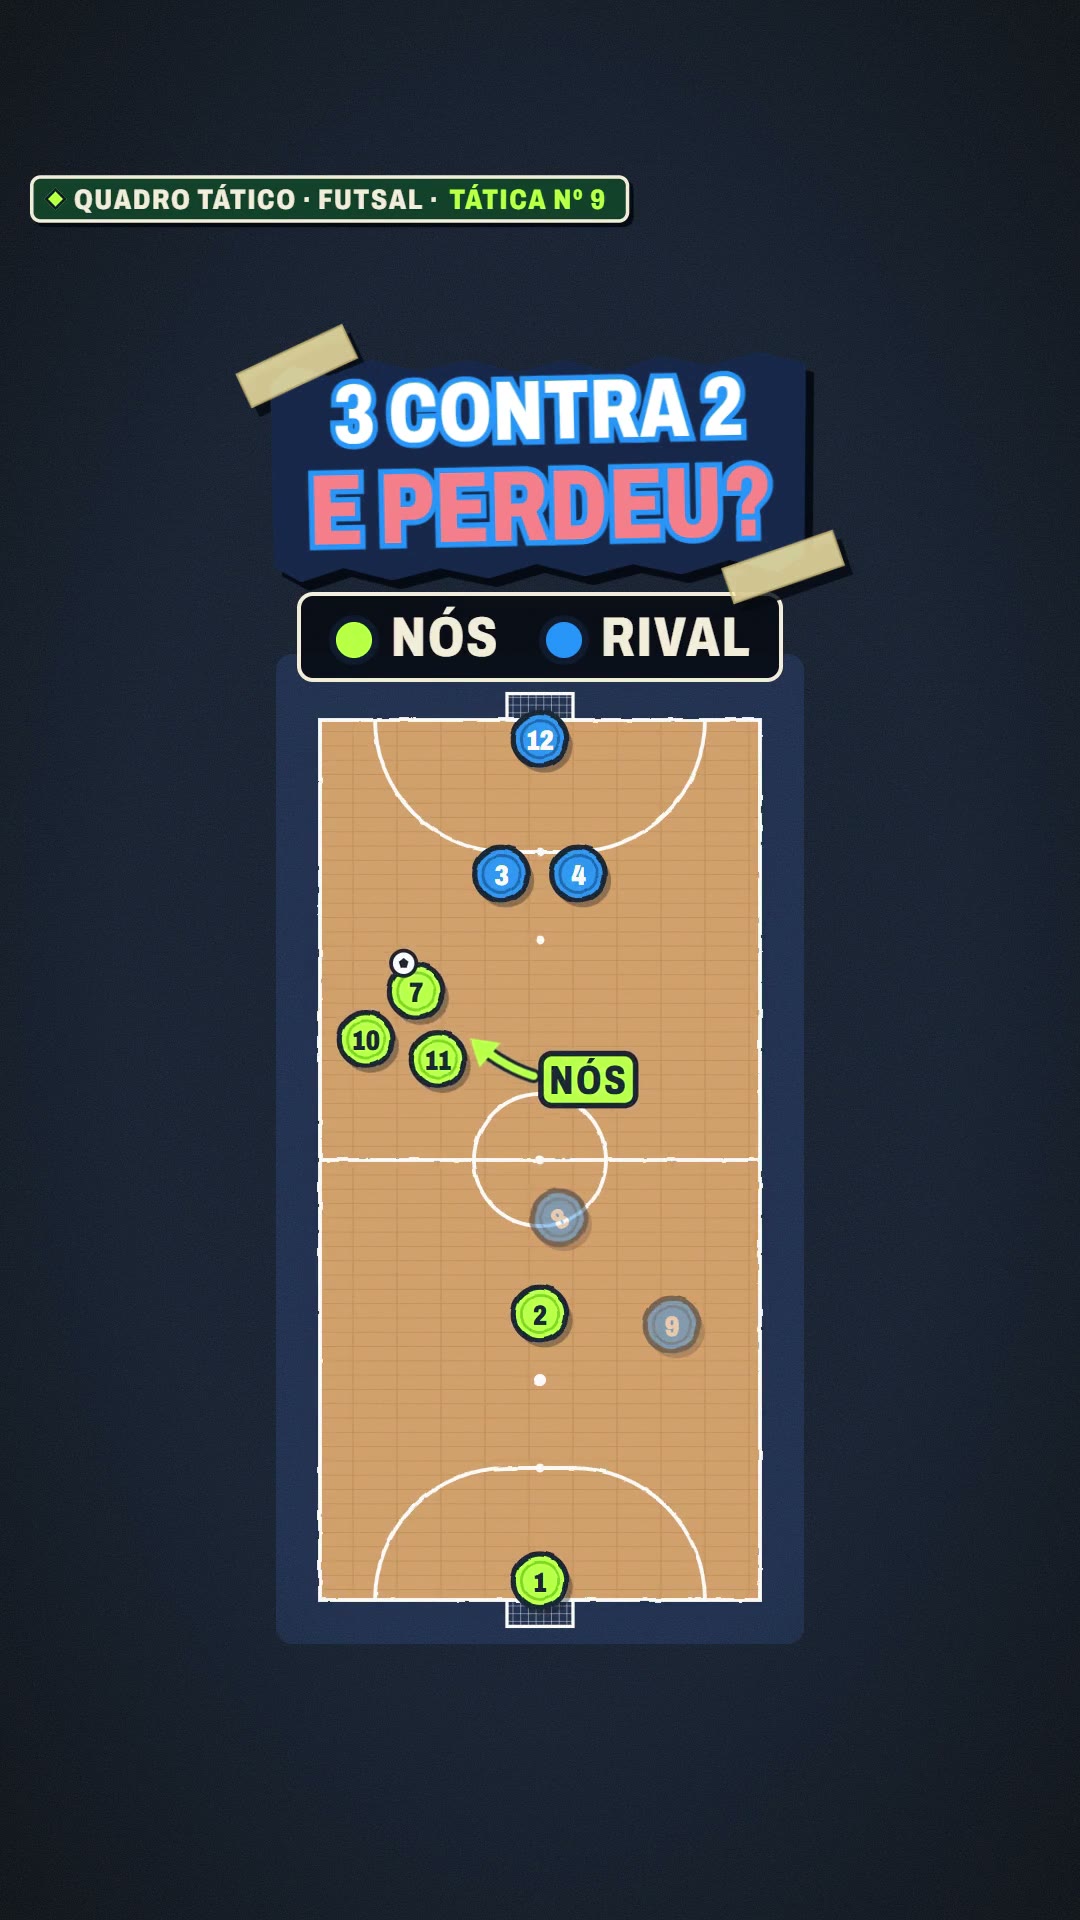 QUADRO TÁTICO · FUTSAL · TÁTICA Nº 9
3 CONTRA 2
E PERDEU?
NÓS RIVAL
12
3 4
7
10
11
NÓS
2
9
1